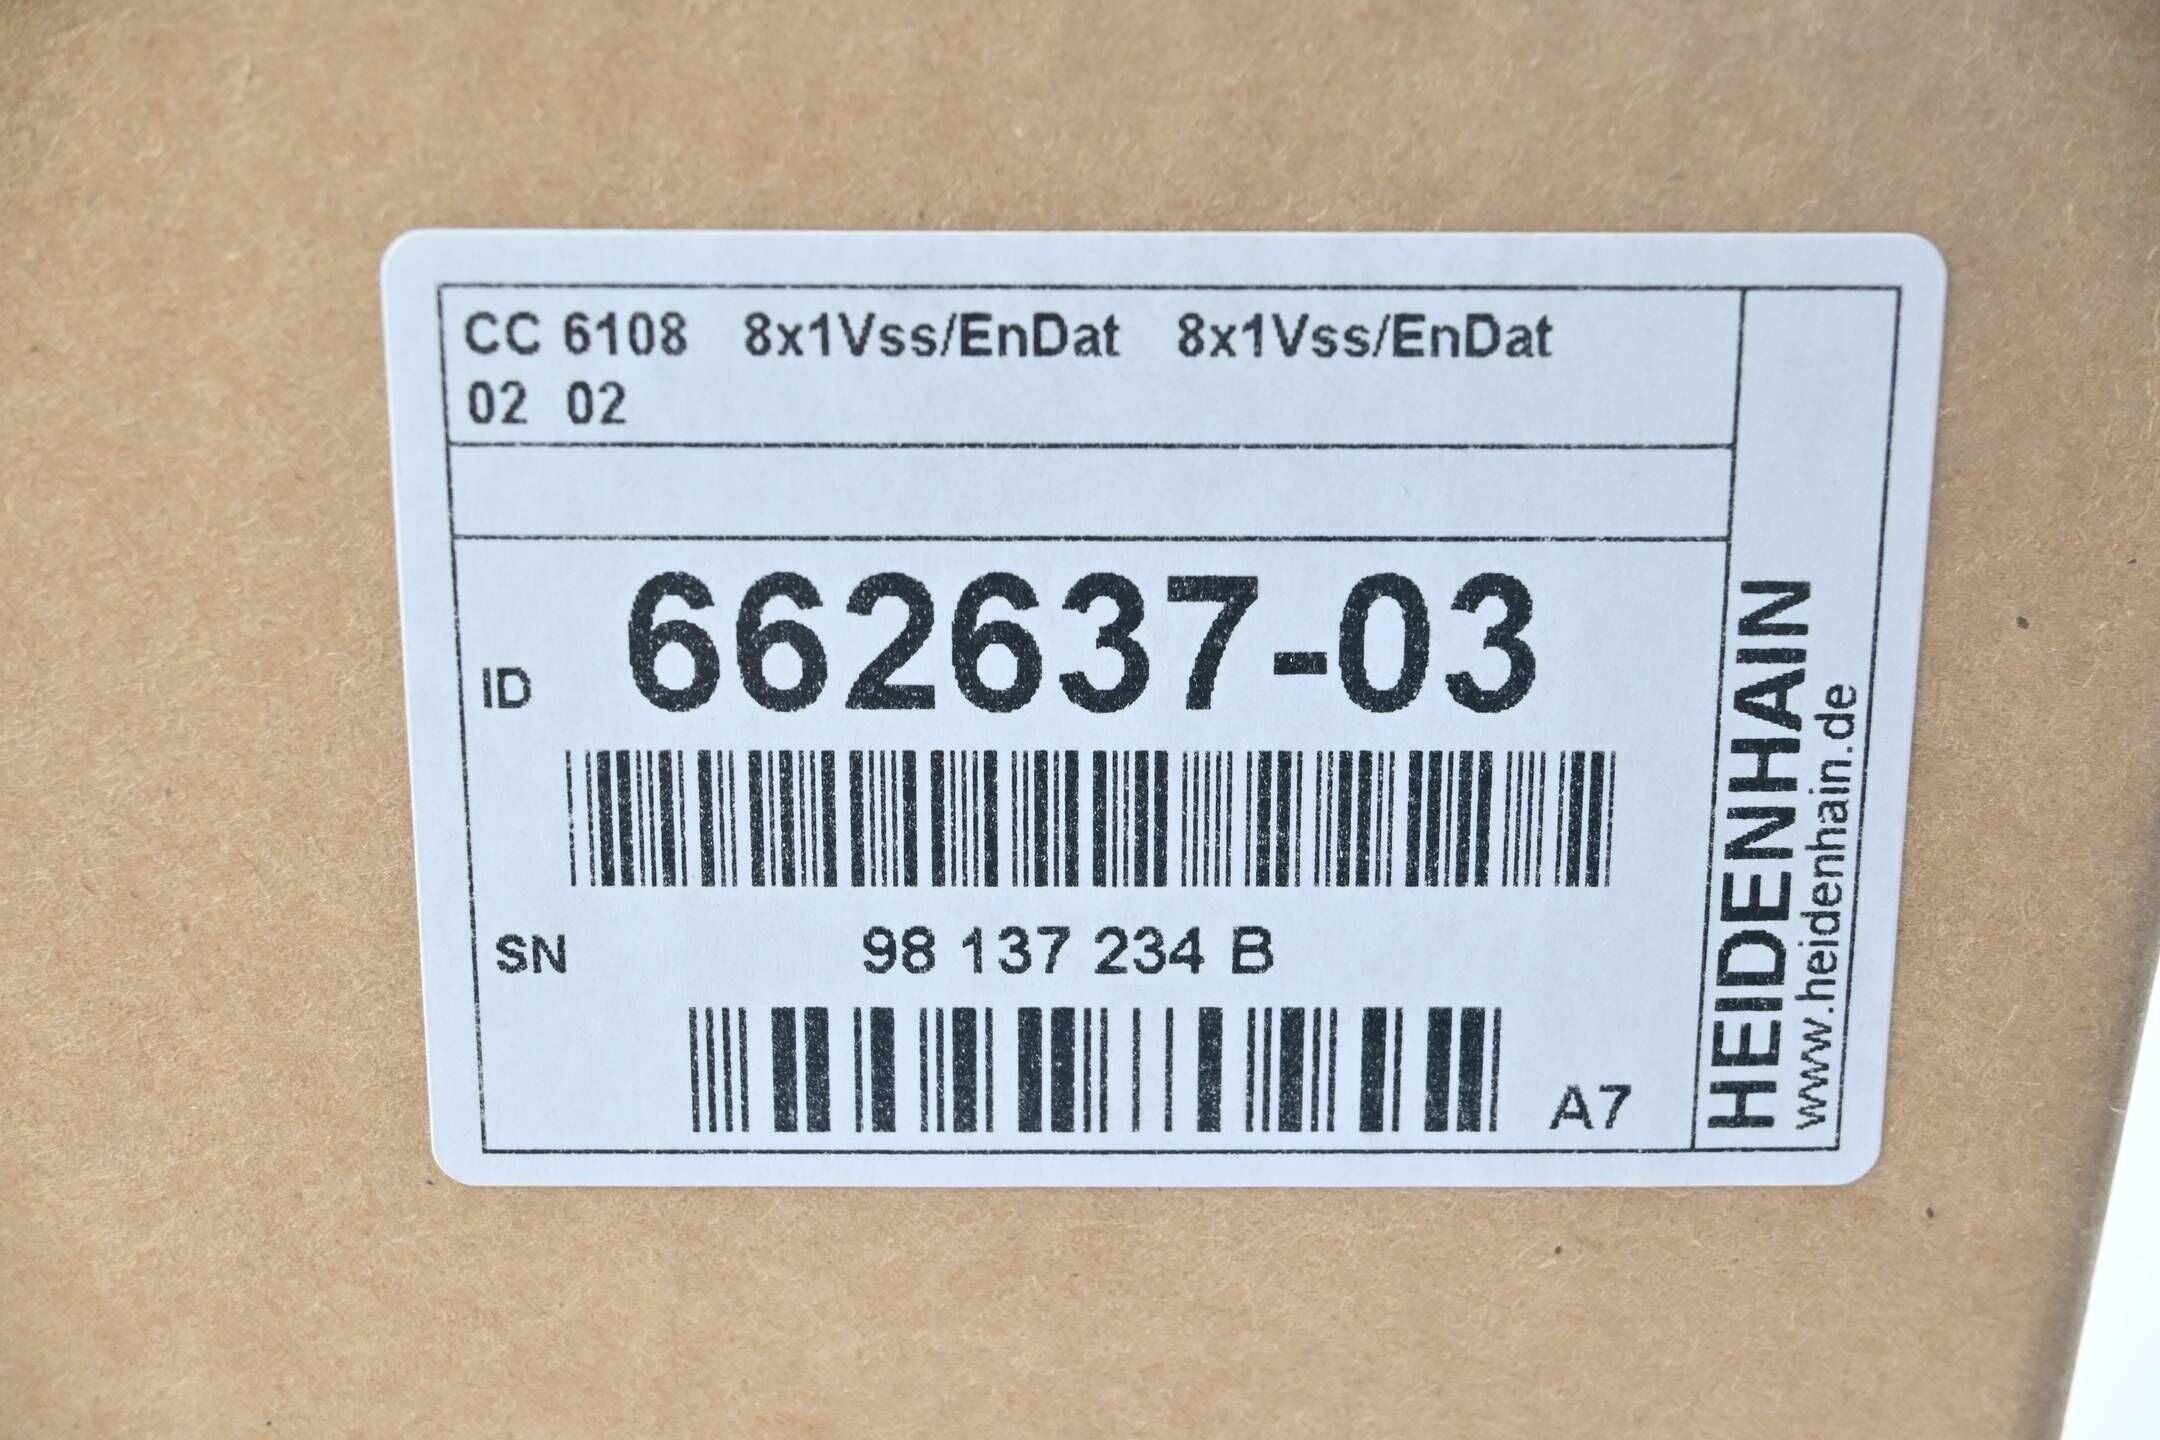 CC 6108 8x1Vss/EnDat 8x1Vss/EnDat
02 02
ID 662637-03
SN 98 137 234 B
A7
HEIDENHAIN
www.heidenhain.de